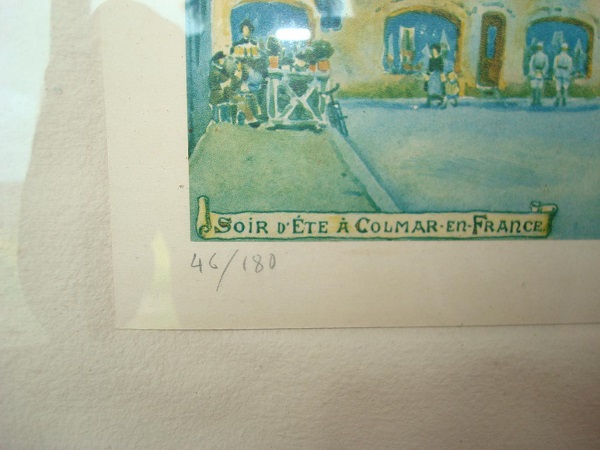 SOIR D'ÉTE À COLMAR-EN-FRANCE
46/180